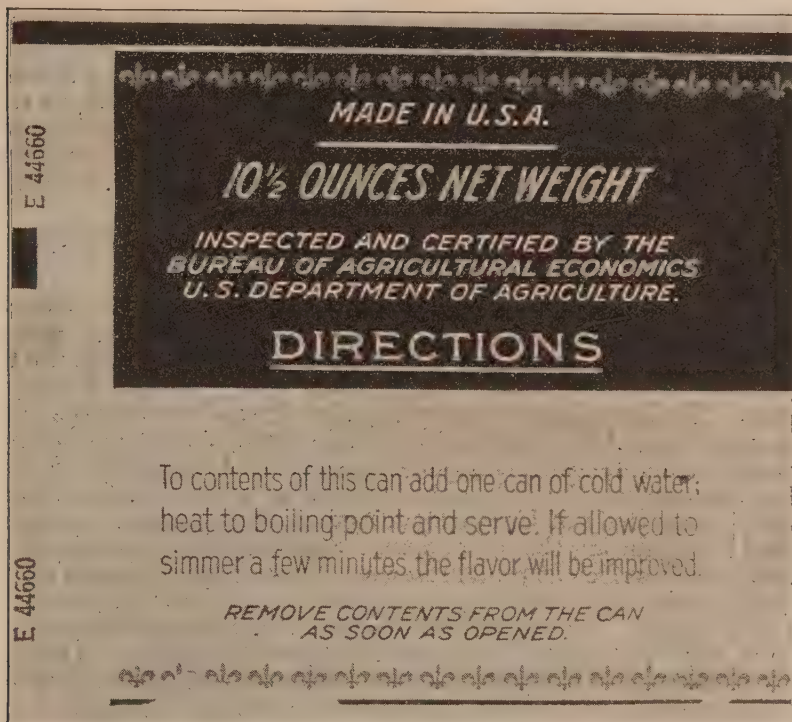 E 44660
MADE IN U.S.A.
10½ OUNCES NET WEIGHT
INSPECTED AND CERTIFIED BY THE
BUREAU OF AGRICULTURAL ECONOMICS
U. S. DEPARTMENT OF AGRICULTURE.
DIRECTIONS
To contents of this can add one can of cold water;
heat to boiling point and serve. If allowed to
simmer a few minutes the flavor will be improved.
REMOVE CONTENTS FROM THE CAN
AS SOON AS OPENED.
E 44660